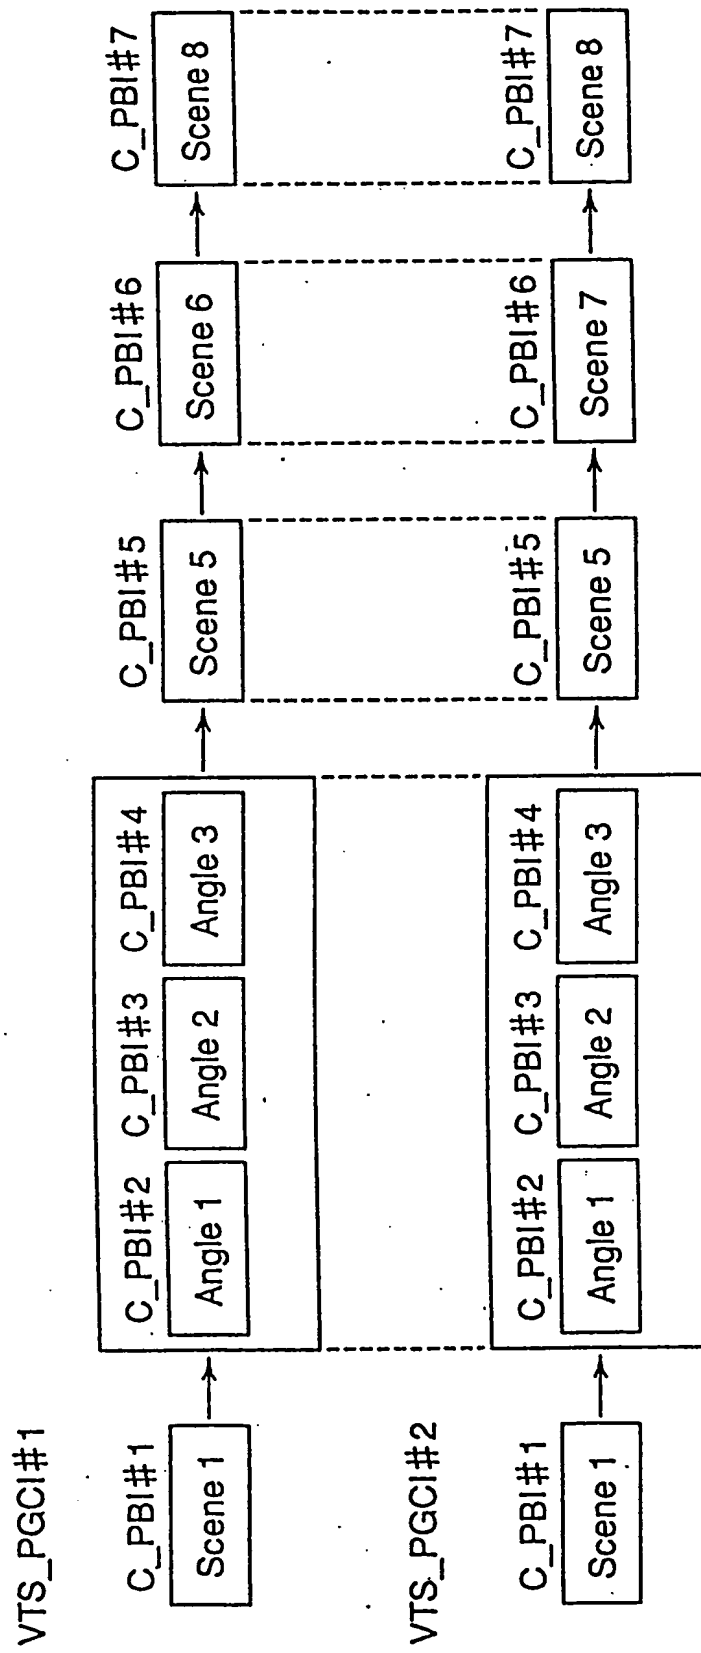 VTS_PGCI#1
C_PBI#1
C_PBI#2
C_PBI#3
C_PBI#4
C_PBI#5
C_PBI#6
C_PBI#7
Scene 1
Angle 1
Angle 2
Angle 3
Scene 5
Scene 6
Scene 8
VTS_PGCI#2
C_PBI#1
C_PBI#2
C_PBI#3
C_PBI#4
C_PBI#5
C_PBI#6
C_PBI#7
Scene 1
Angle 1
Angle 2
Angle 3
Scene 5
Scene 7
Scene 8